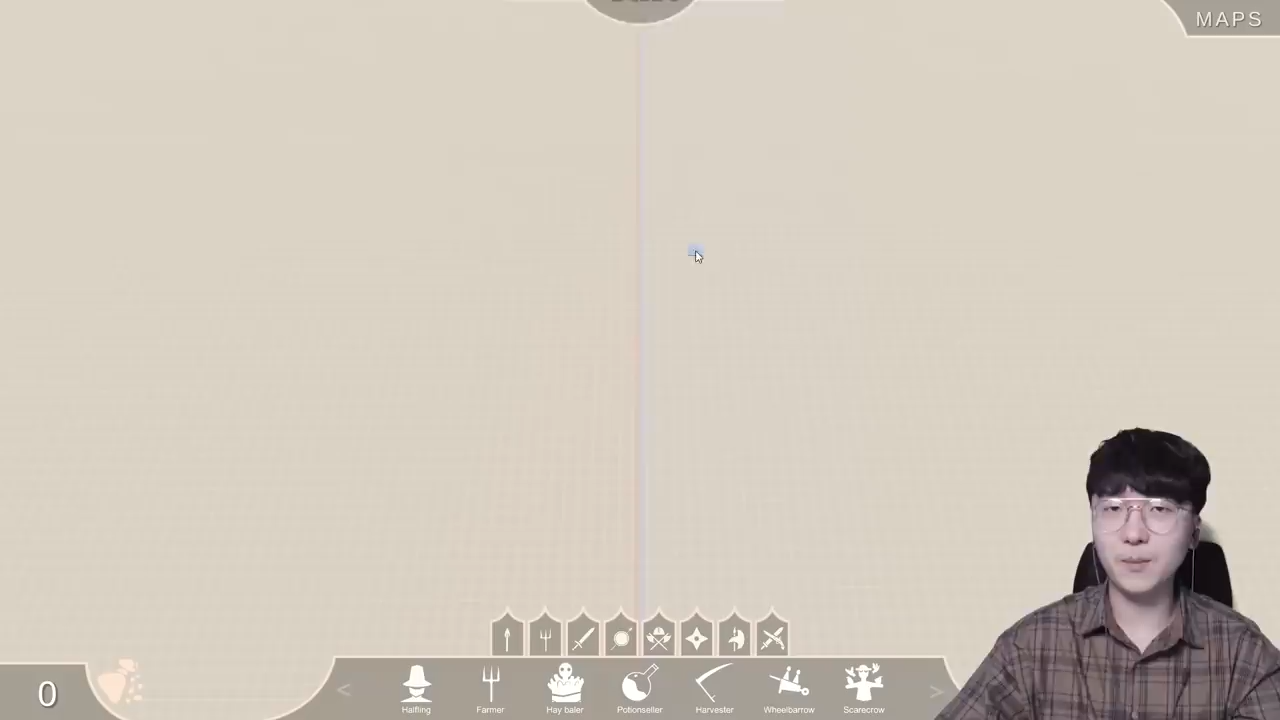 MAPS
0
Halfling
Farmer
Hay baler
Potionseller
Harvester
Wheelbarrow
Scarecrow